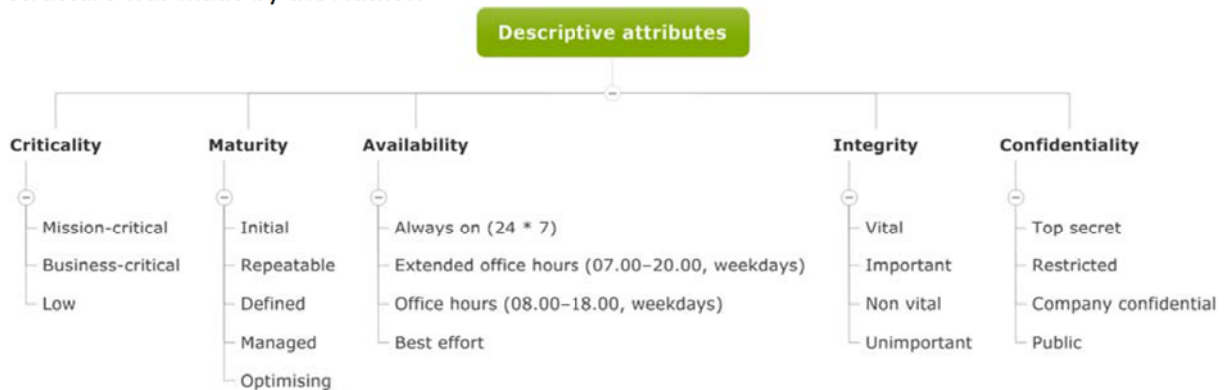 Descriptive attributes
Criticality
Mission-critical
Business-critical
Low
Maturity
Initial
Repeatable
Defined
Managed
Optimising
Availability
Always on (24 * 7)
Extended office hours (07.00–20.00, weekdays)
Office hours (08.00–18.00, weekdays)
Best effort
Integrity
Vital
Important
Non vital
Unimportant
Confidentiality
Top secret
Restricted
Company confidential
Public